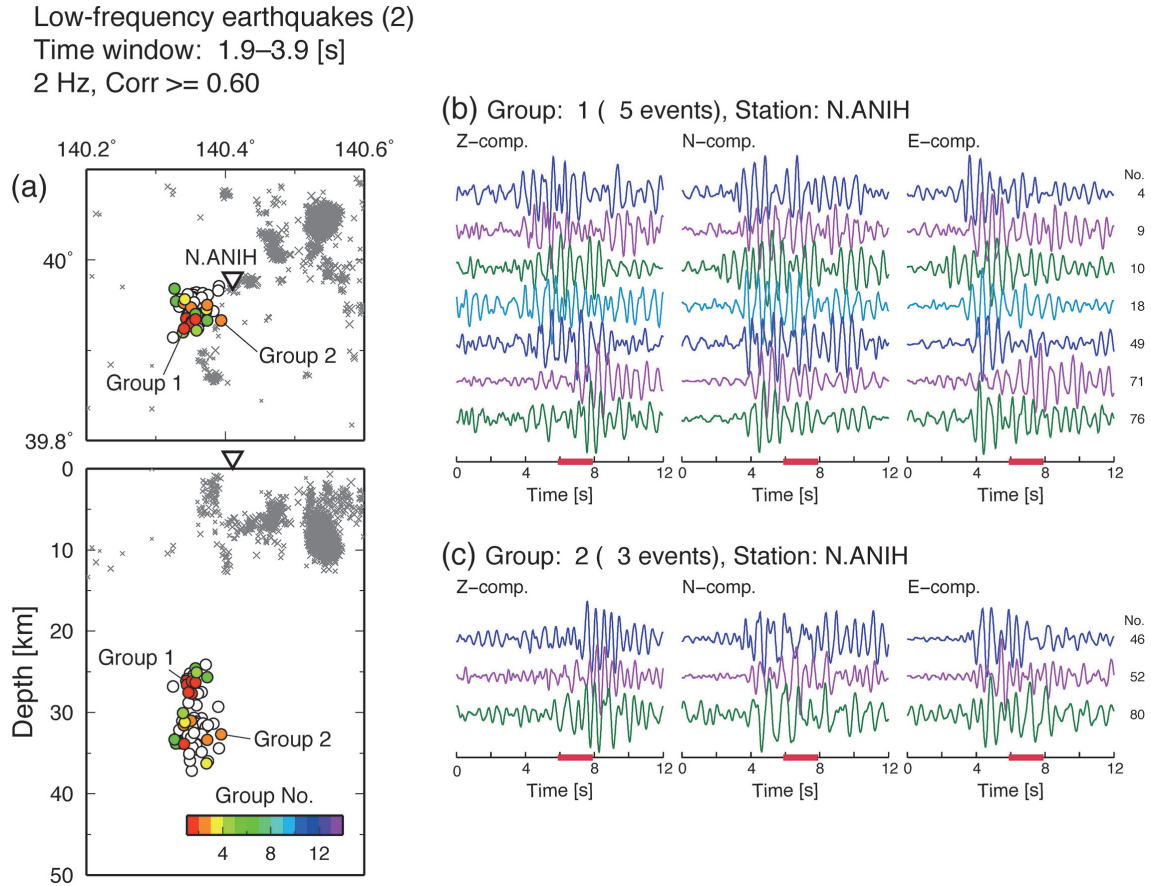 Low-frequency earthquakes (2)
Time window: 1.9–3.9 [s]
2 Hz, Corr >= 0.60
(a)
140.2° 140.4° 140.6°
40°
39.8°
N.ANIH
Group 1
Group 2
0
10
20
30
40
50
Depth [km]
Group 1
Group 2
Group No.
4 8 12
(b) Group: 1 ( 5 events), Station: N.ANIH
Z−comp. N−comp. E−comp.
No.
4
9
10
18
49
71
76
0 4 8 12 0 4 8 12 0 4 8 12
Time [s] Time [s] Time [s]
(c) Group: 2 ( 3 events), Station: N.ANIH
Z−comp. N−comp. E−comp.
No.
46
52
80
0 4 8 12 0 4 8 12 0 4 8 12
Time [s] Time [s] Time [s]